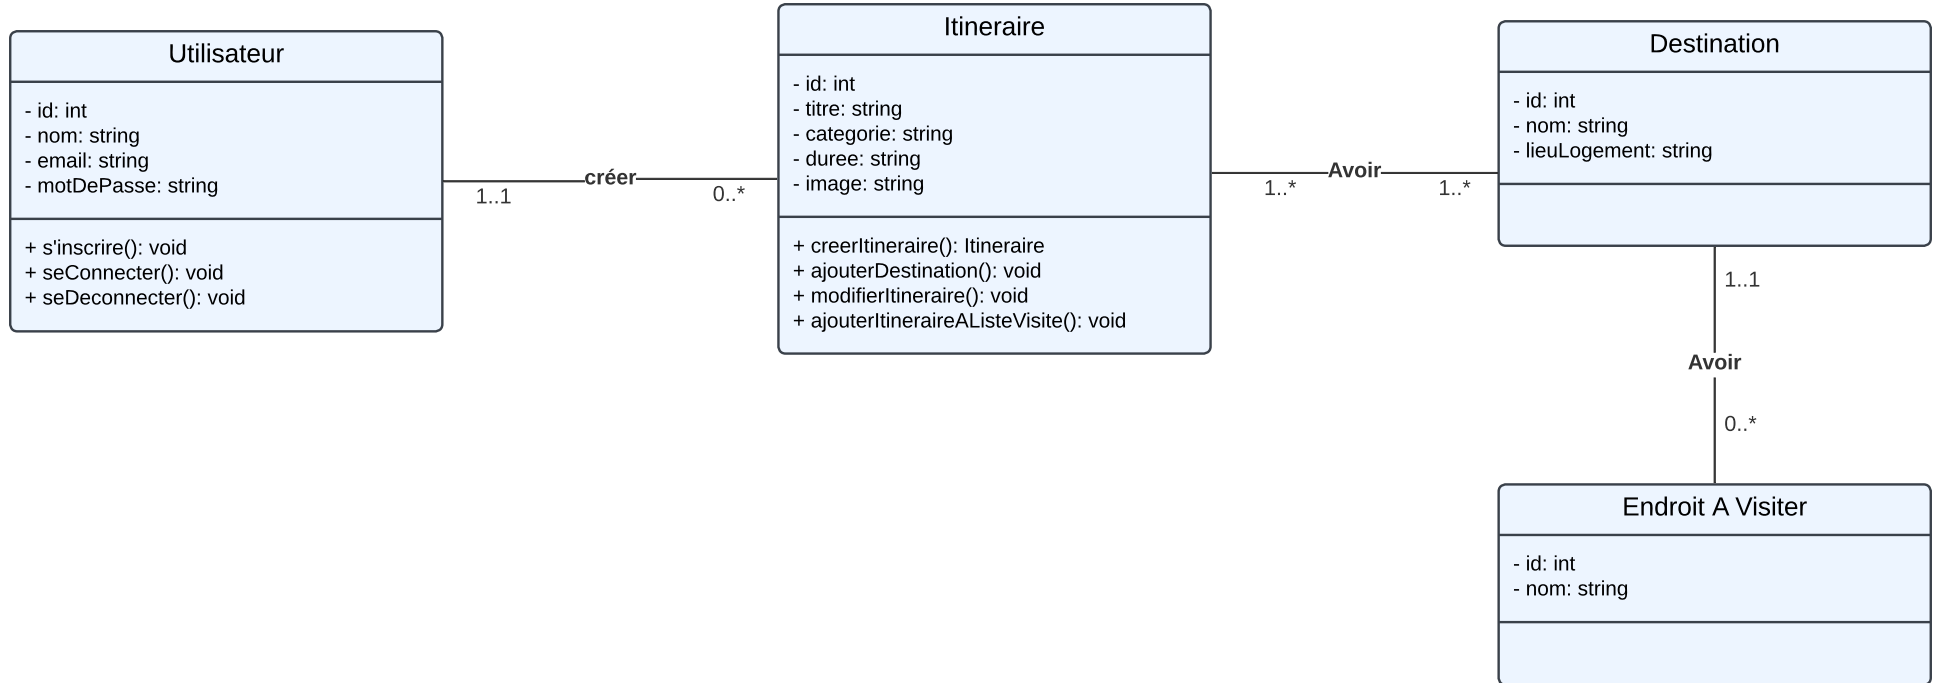 Utilisateur
- id: int
- nom: string
- email: string
- motDePasse: string
+ s'inscrire(): void
+ seConnecter(): void
+ seDeconnecter(): void
1..1
créer
0..*
Itineraire
- id: int
- titre: string
- categorie: string
- duree: string
- image: string
+ creerItineraire(): Itineraire
+ ajouterDestination(): void
+ modifierItineraire(): void
+ ajouterItineraireAListeVisite(): void
1..*
Avoir
1..*
Destination
- id: int
- nom: string
- lieuLogement: string
1..1
Avoir
0..*
Endroit A Visiter
- id: int
- nom: string